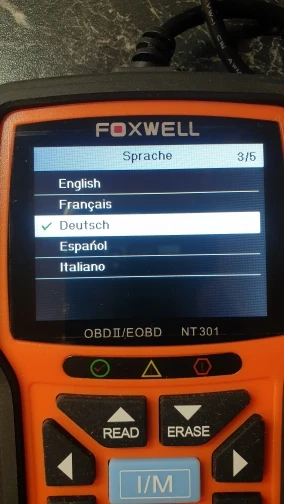 FOXWELL
Sprache 3/5
English
Français
Deutsch
Español
Italiano
OBDII/EOBD NT301
READ ERASE
I/M